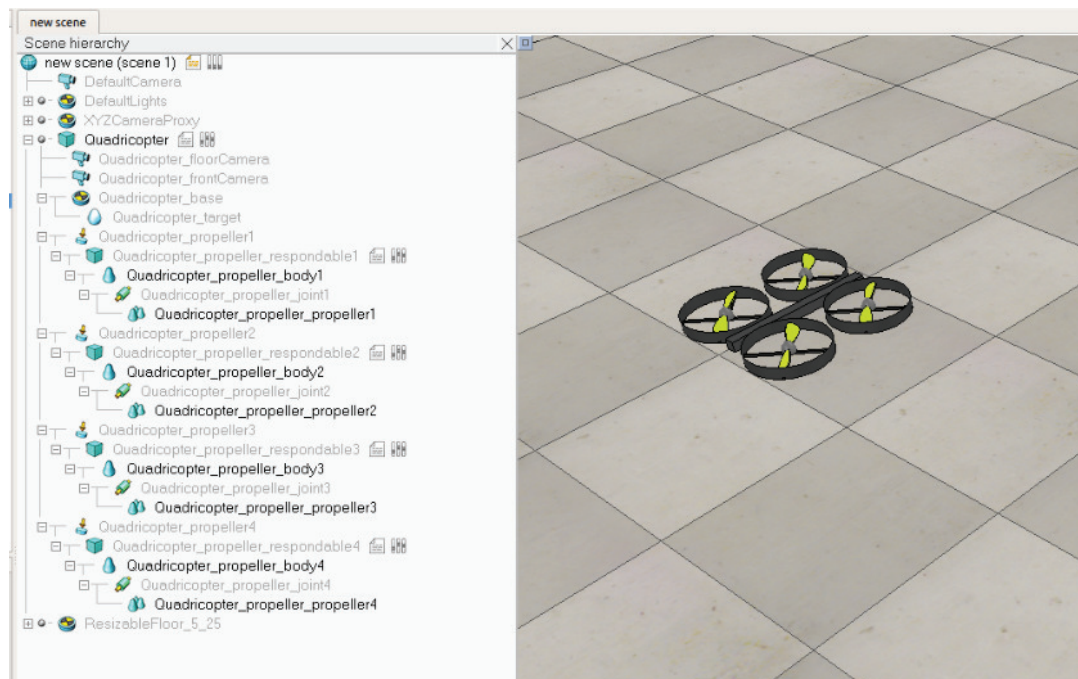 new scene
Scene hierarchy
new scene (scene 1)
DefaultCamera
DefaultLights
XYZCameraProxy
Quadricopter
Quadricopter_floorCamera
Quadricopter_frontCamera
Quadricopter_base
Quadricopter_target
Quadricopter_propeller1
Quadricopter_propeller_respondable1
Quadricopter_propeller_body1
Quadricopter_propeller_joint1
Quadricopter_propeller_propeller1
Quadricopter_propeller2
Quadricopter_propeller_respondable2
Quadricopter_propeller_body2
Quadricopter_propeller_joint2
Quadricopter_propeller_propeller2
Quadricopter_propeller3
Quadricopter_propeller_respondable3
Quadricopter_propeller_body3
Quadricopter_propeller_joint3
Quadricopter_propeller_propeller3
Quadricopter_propeller4
Quadricopter_propeller_respondable4
Quadricopter_propeller_body4
Quadricopter_propeller_joint4
Quadricopter_propeller_propeller4
ResizableFloor_5_25